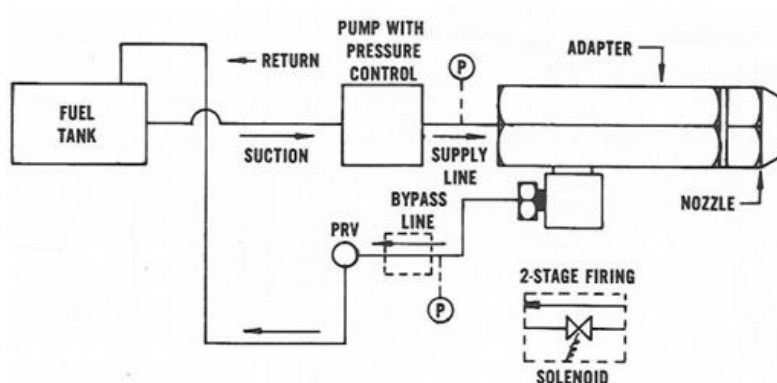 PUMP WITH
PRESSURE
CONTROL
RETURN
ADAPTER
P
FUEL
TANK
SUCTION
SUPPLY
LINE
BYPASS
LINE
NOZZLE
PRV
2-STAGE FIRING
P
SOLENOID